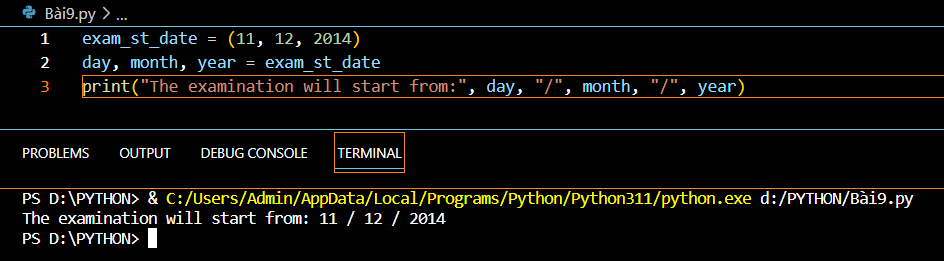 Bài9.py > ...
1 exam_st_date = (11, 12, 2014)
2 day, month, year = exam_st_date
3 print("The examination will start from:", day, "/", month, "/", year)
PROBLEMS OUTPUT DEBUG CONSOLE TERMINAL
PS D:\PYTHON> & C:/Users/Admin/AppData/Local/Programs/Python/Python311/python.exe d:/PYTHON/Bài9.py
The examination will start from: 11 / 12 / 2014
PS D:\PYTHON>